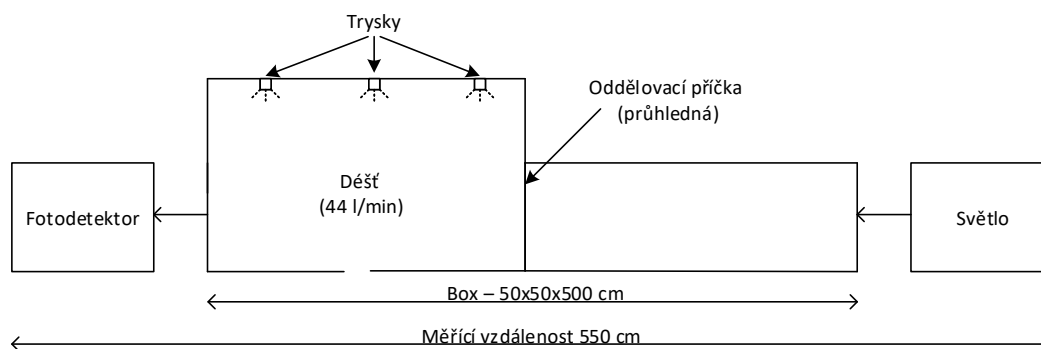 Trysky
Oddělovací příčka
(průhledná)
Déšť
(44 l/min)
Fotodetektor
Světlo
Box – 50x50x500 cm
Měřící vzdálenost 550 cm